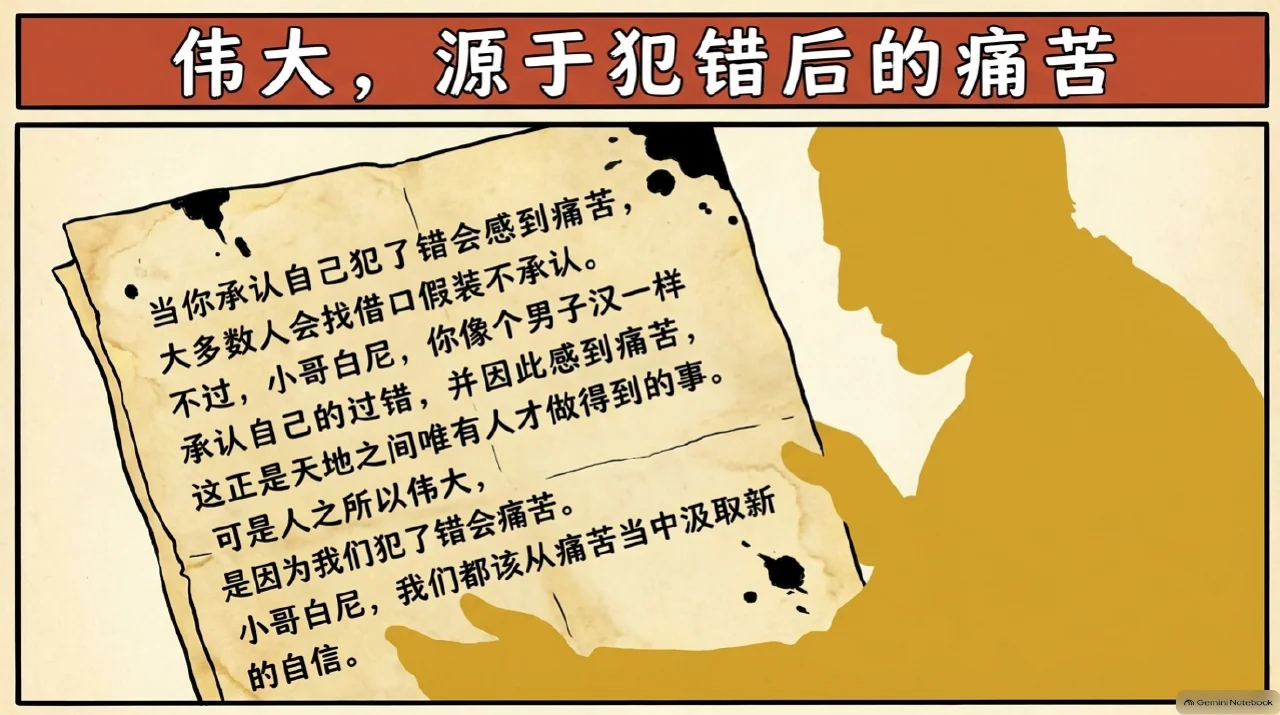 伟大，源于犯错后的痛苦
当你承认自己犯了错会感到痛苦，
大多数人会找借口假装不承认。
不过，小哥白尼，你像个男子汉一样
承认自己的过错，并因此感到痛苦，
这正是天地之间唯有人才做得到的事。
可是人之所以伟大，
是因为我们犯了错会痛苦。
小哥白尼，我们都该从痛苦当中汲取新
的自信。
Gemini Notebook